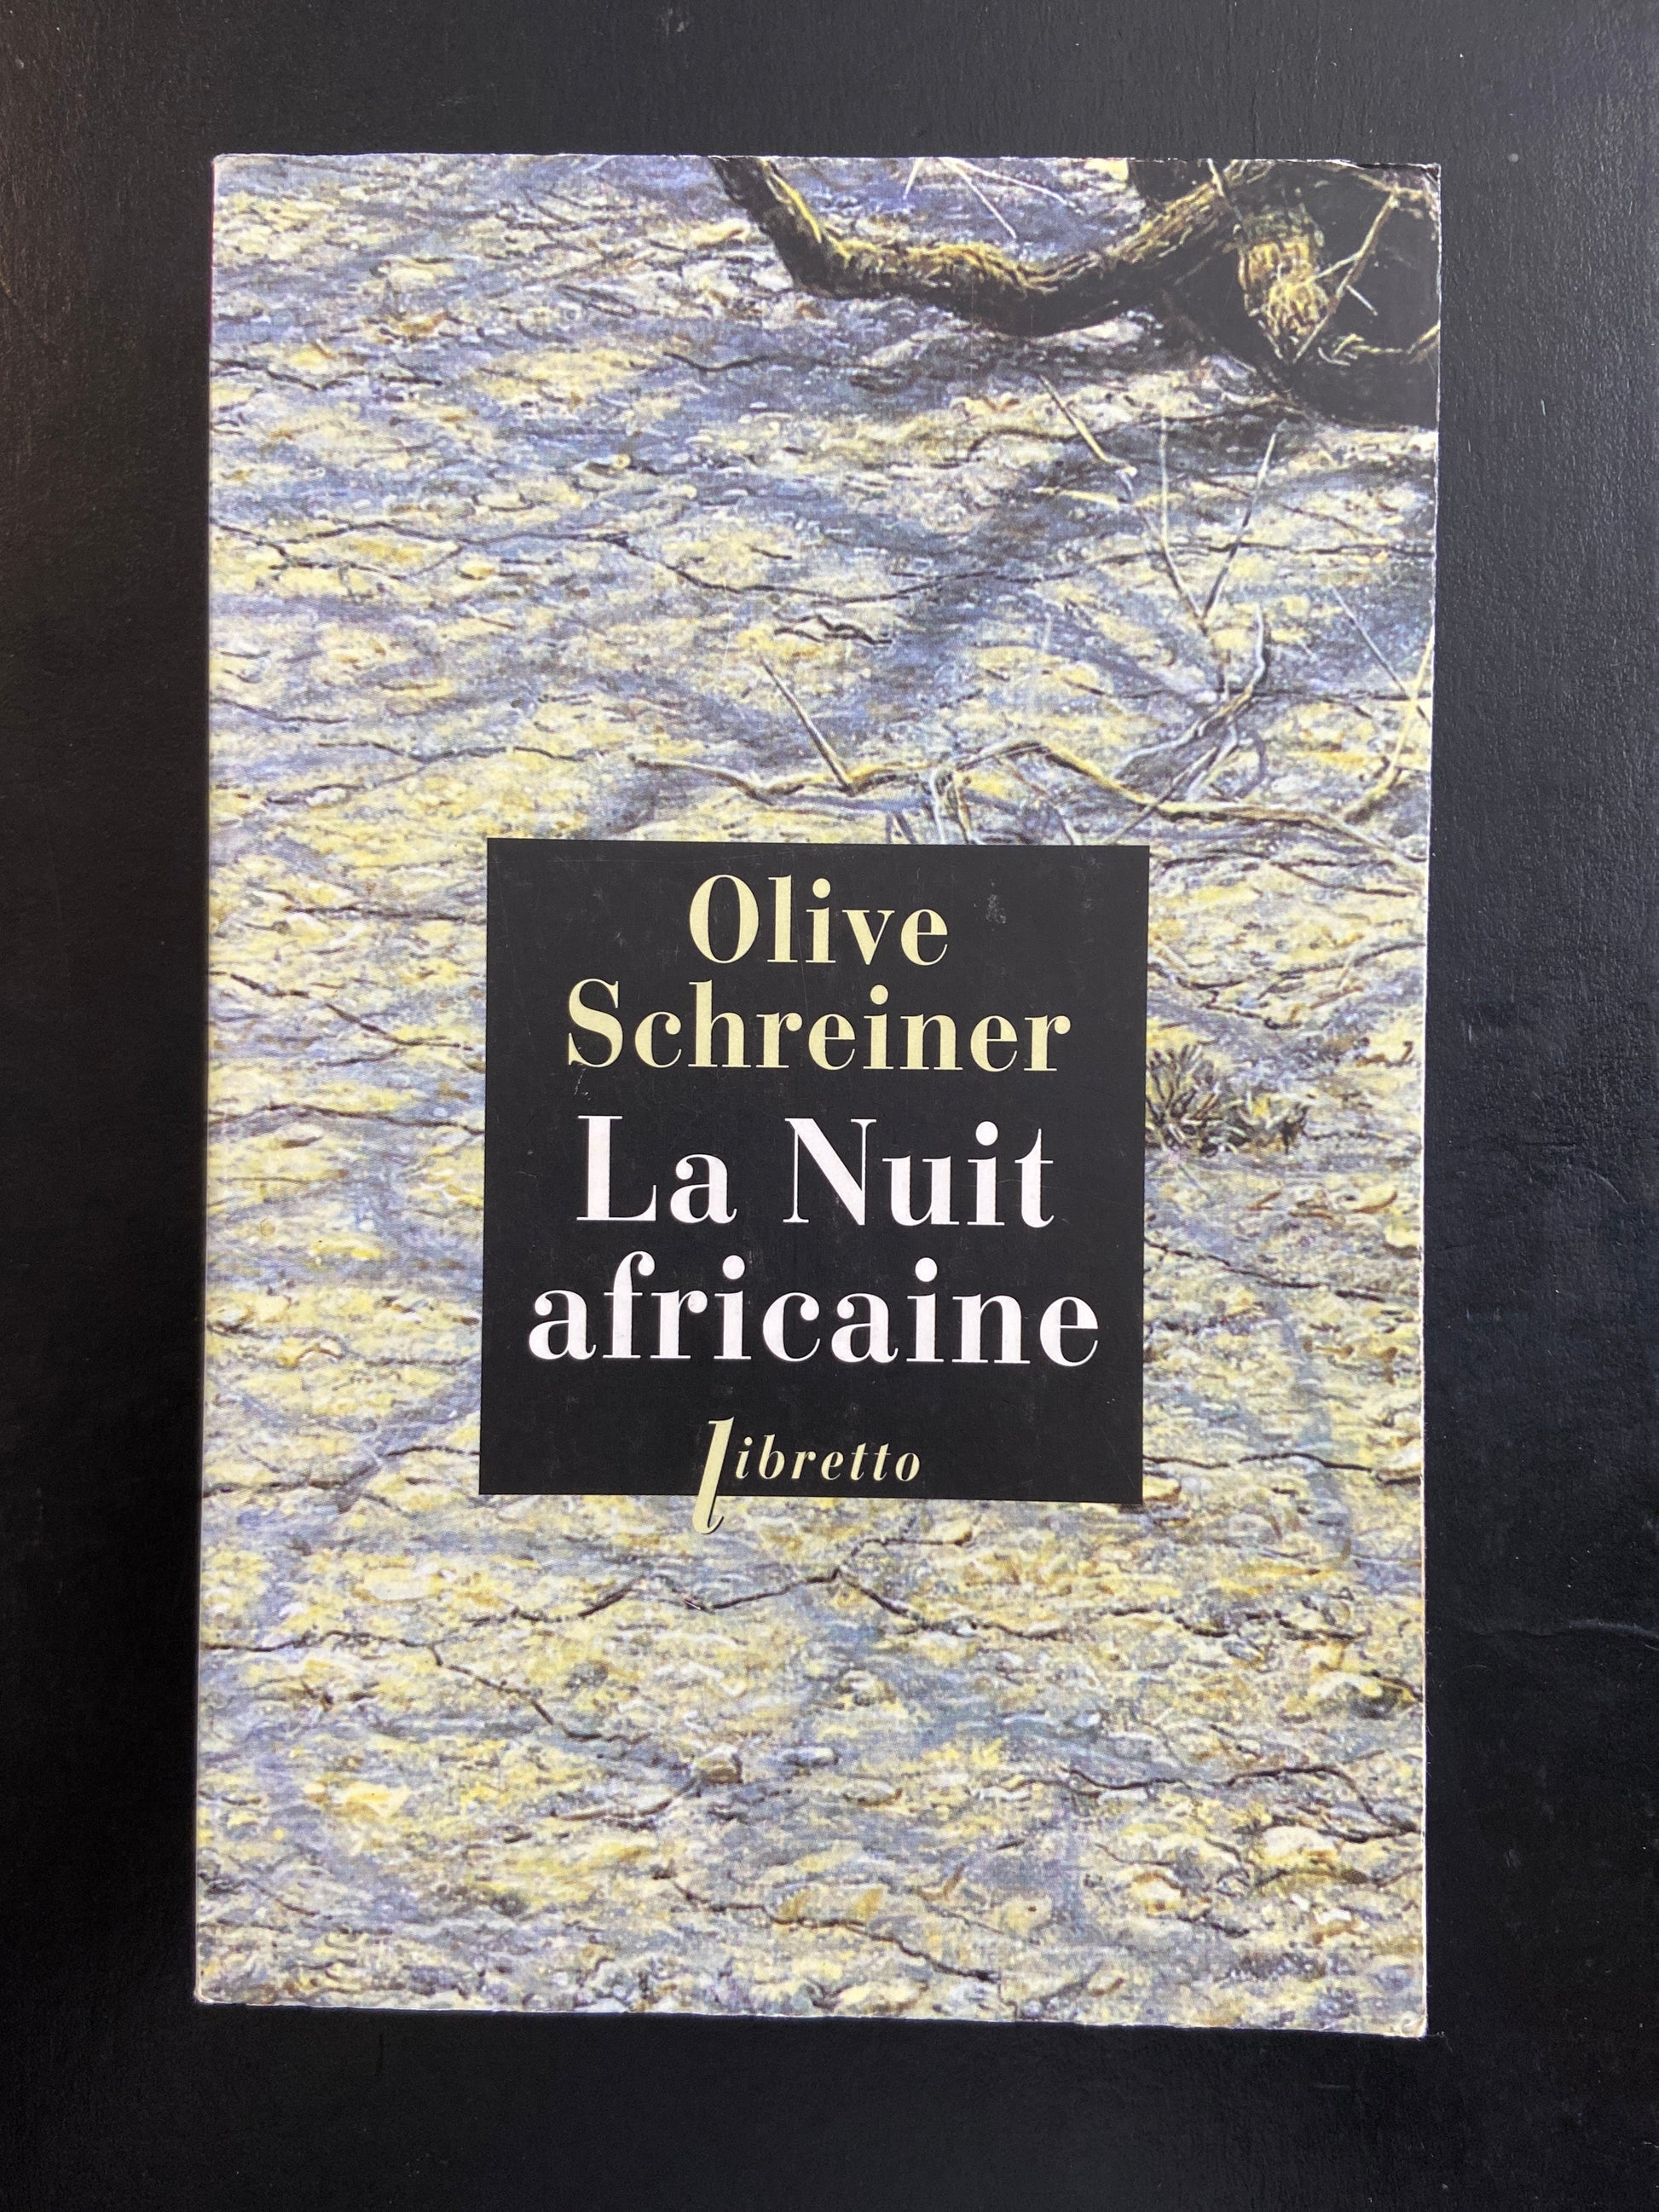 Olive
Schreiner
La Nuit
africaine
libretto